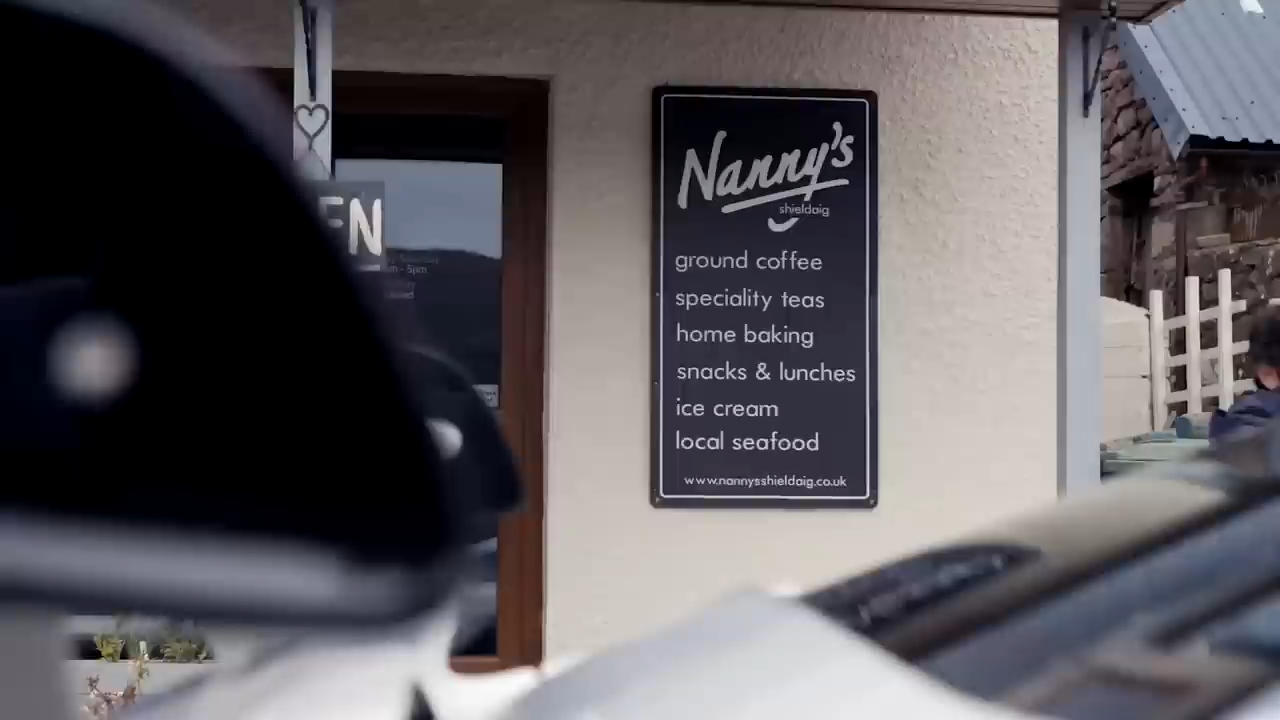 EN
- 5pm
Nanny's
shieldaig
ground coffee
speciality teas
home baking
snacks & lunches
ice cream
local seafood
www.nannysshieldaig.co.uk